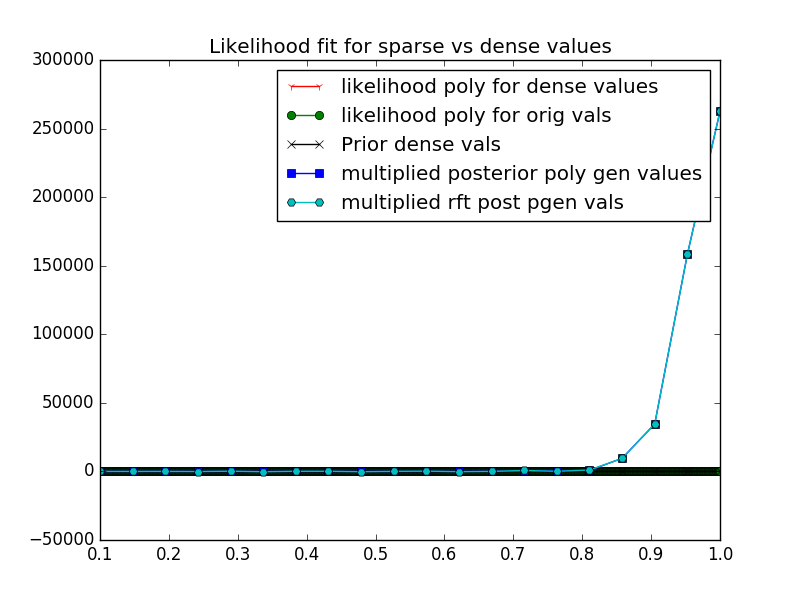 Likelihood fit for sparse vs dense values
300000
250000
200000
150000
100000
50000
0
−50000
likelihood poly for dense values
likelihood poly for orig vals
Prior dense vals
multiplied posterior poly gen values
multiplied rft post pgen vals
0.1 0.2 0.3 0.4 0.5 0.6 0.7 0.8 0.9 1.0